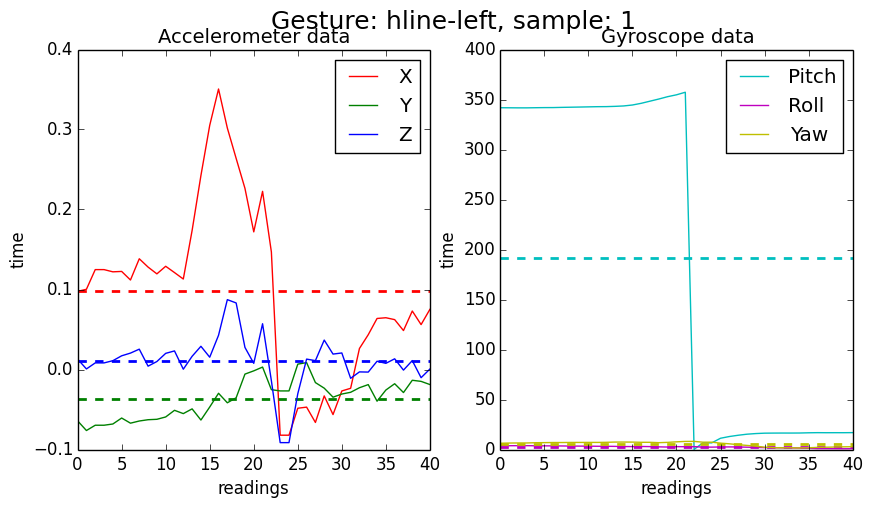 Gesture: hline-left, sample: 1
Accelerometer data
0.4
0.3
0.2
0.1
0.0
−0.1
time
0 5 10 15 20 25 30 35 40
readings
X
Y
Z
Gyroscope data
400
350
300
250
200
150
100
50
0
time
0 5 10 15 20 25 30 35 40
readings
Pitch
Roll
Yaw